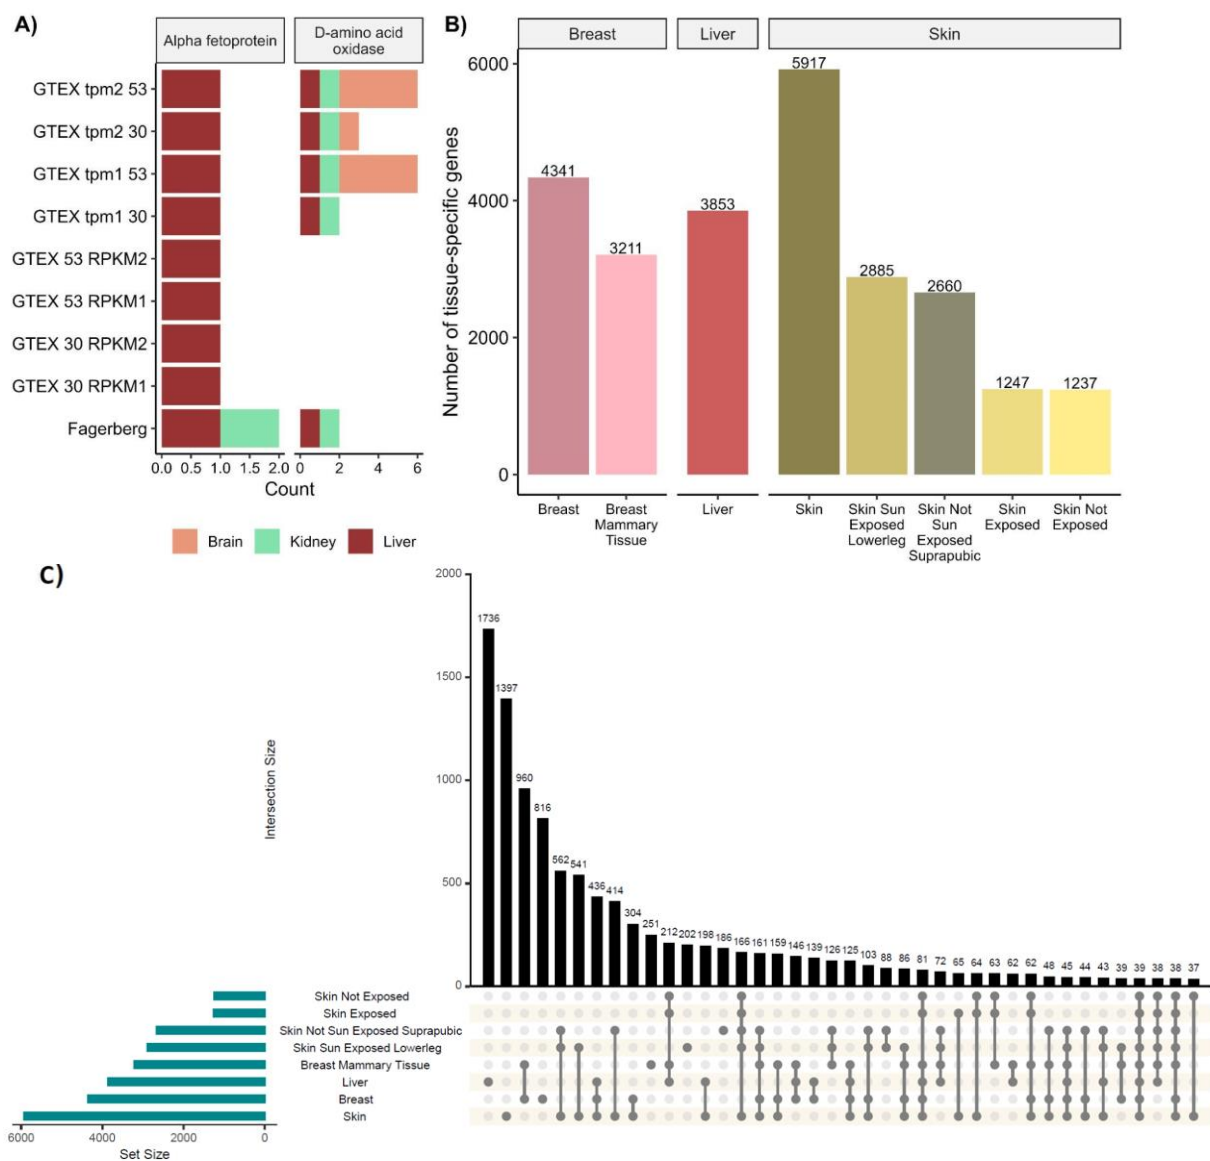 A)
Alpha fetoprotein
D-amino acid
oxidase
GTEX tpm2 53
GTEX tpm2 30
GTEX tpm1 53
GTEX tpm1 30
GTEX 53 RPKM2
GTEX 53 RPKM1
GTEX 30 RPKM2
GTEX 30 RPKM1
Fagerberg
0.0 0.5 1.0 1.5 2.0
0 2 4 6
Count
Brain Kidney Liver
B)
Breast
Liver
Skin
Number of tissue-specific genes
6000
4000
2000
0
4341
3211
3853
5917
2885
2660
1247
1237
Breast
Breast
Mammary
Tissue
Liver
Skin
Skin Sun
Exposed
Lowerleg
Skin Not
Sun
Exposed
Suprapubic
Skin
Exposed
Skin Not
Exposed
C)
Intersection Size
2000
1500
1000
500
0
1736 1397 960 816 562 541 436 414 304 251 212 202 198 186 166 161 159 146 139 126 125 103 88 86 81 72 65 64 63 62 62 48 45 44 43 39 39 38 38 37
Skin Not Exposed
Skin Exposed
Skin Not Sun Exposed Suprapubic
Skin Sun Exposed Lowerleg
Breast Mammary Tissue
Liver
Breast
Skin
6000 4000 2000 0
Set Size